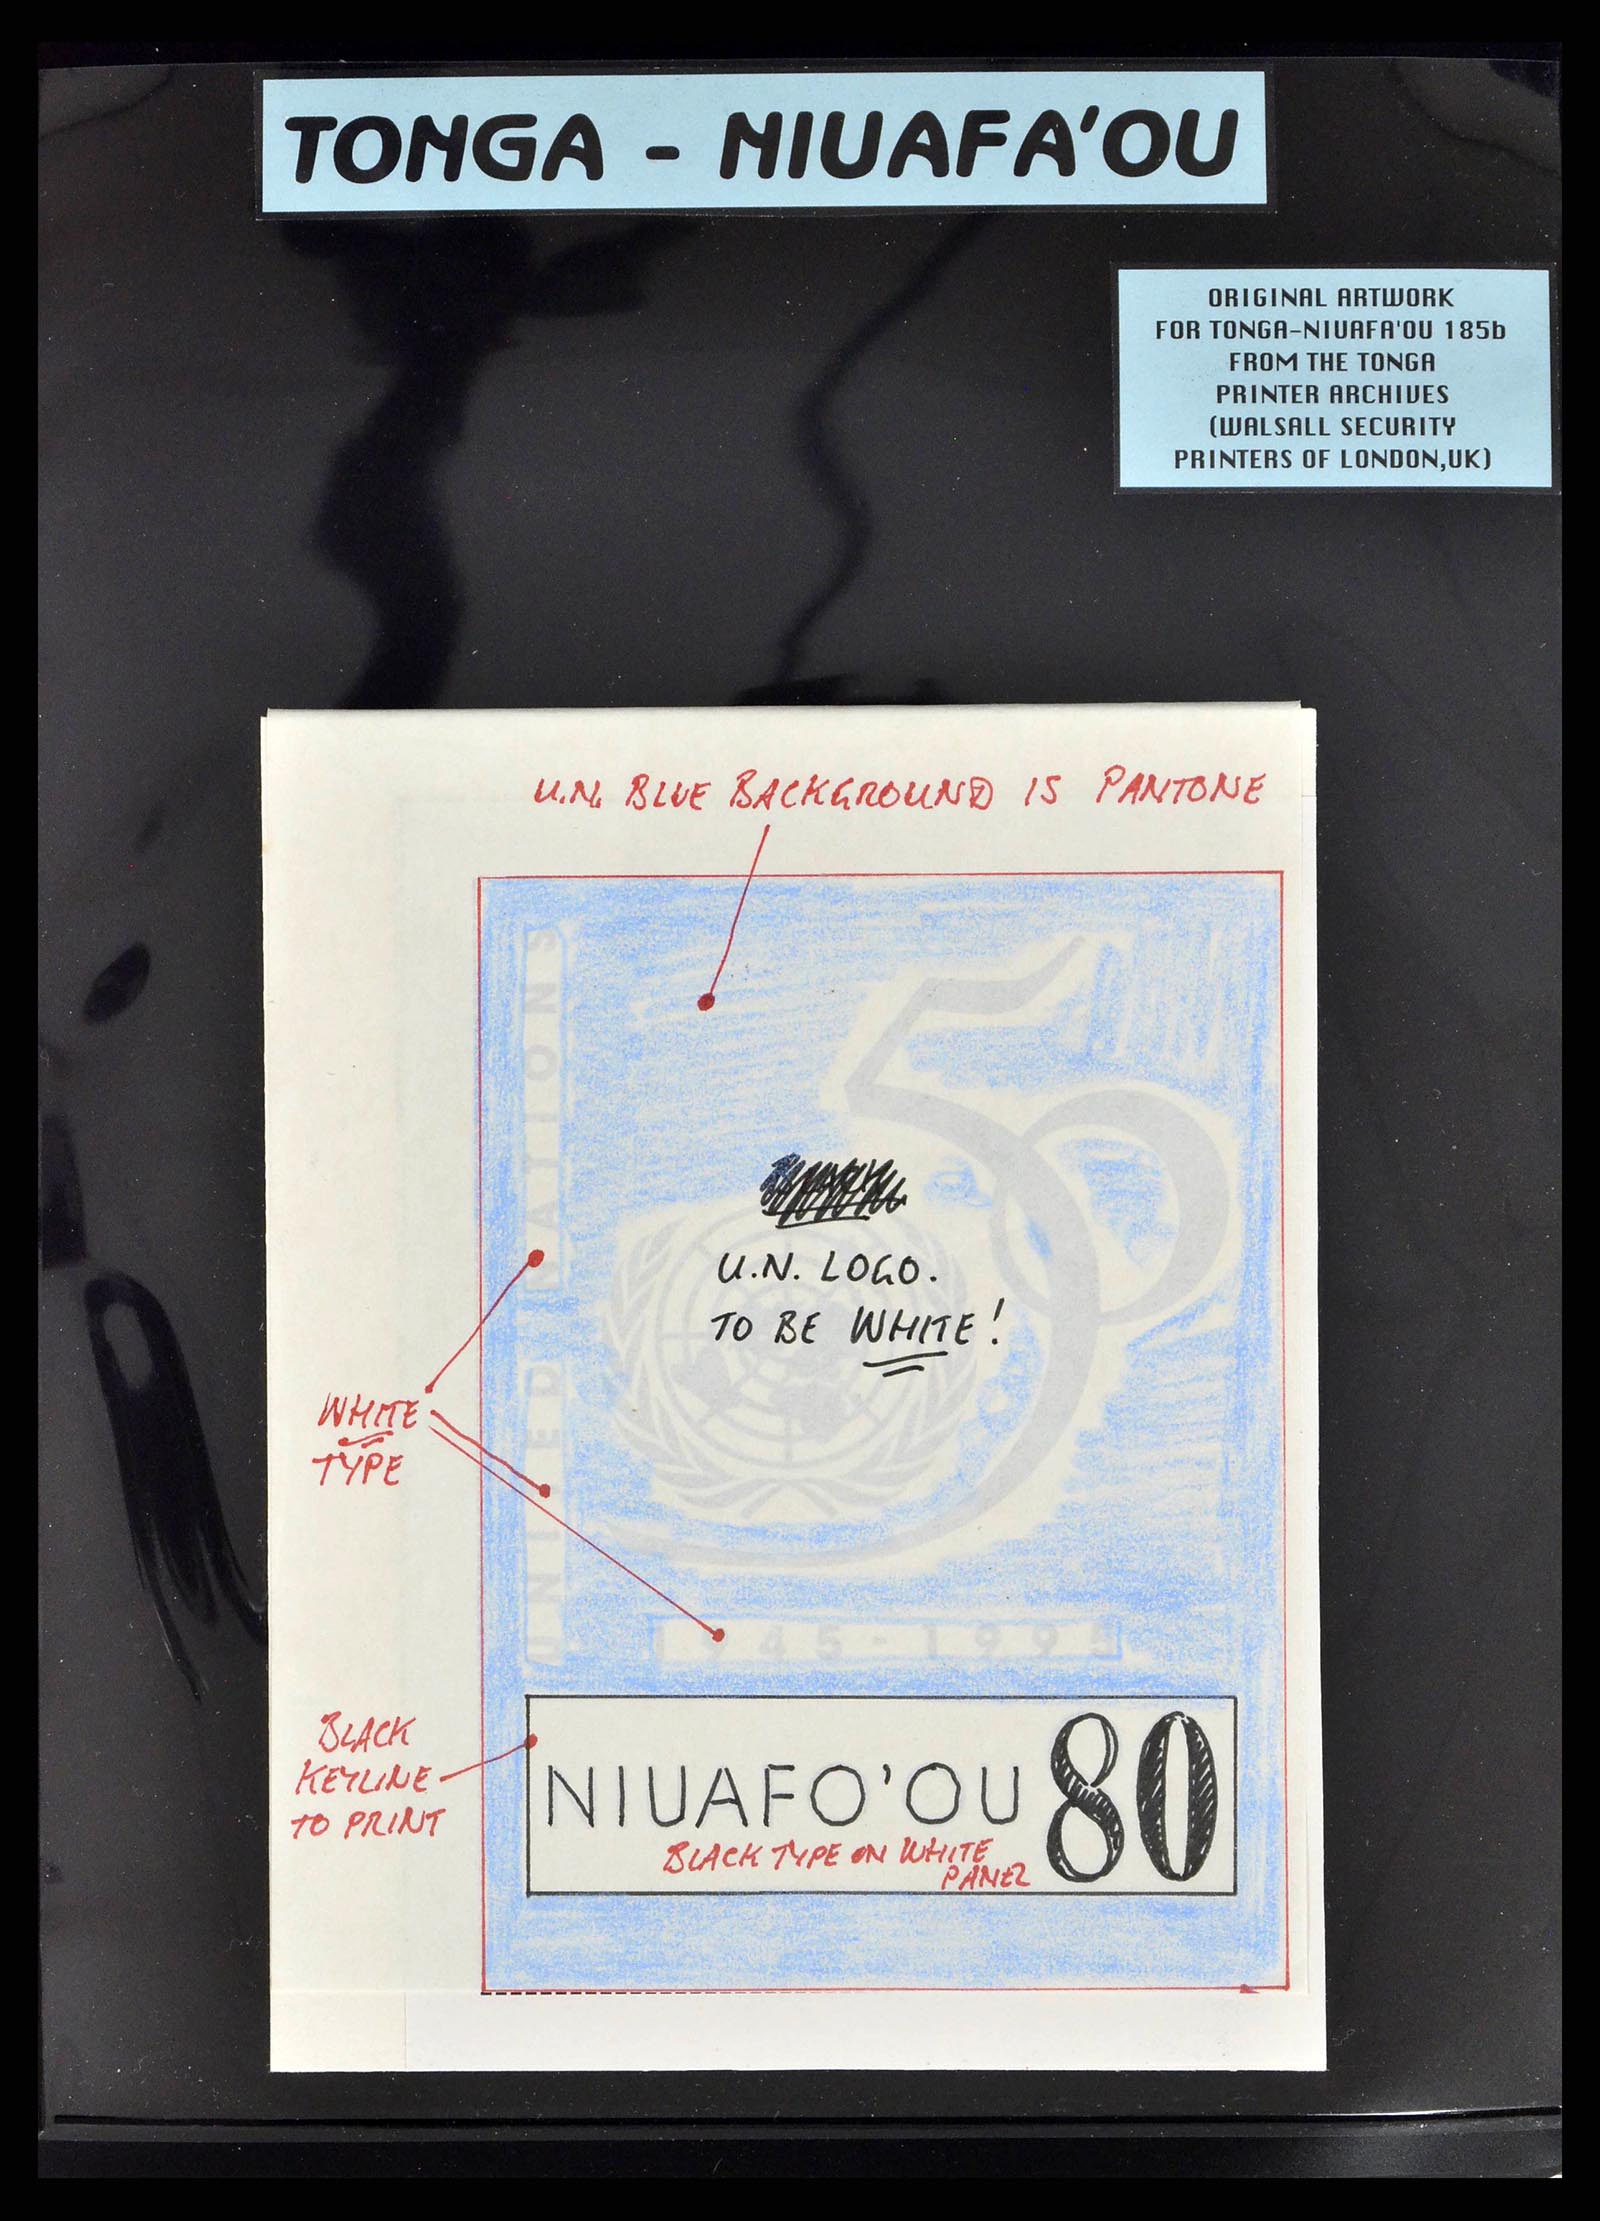 TONGA - NIUAFA'OU
ORIGINAL ARTWORK
FOR TONGA-NIUAFA'OU 185b
FROM THE TONGA
PRINTER ARCHIVES
(WALSALL SECURITY
PRINTERS OF LONDON,UK)
U.N. BLUE BACKGROUND IS PANTONE
UNITED NATIONS
50
U.N. LOGO.
TO BE WHITE!
WHITE
TYPE
1945-1995
BLACK
KEYLINE
TO PRINT
NIUAFO'OU 80
BLACK TYPE ON WHITE
PANEL